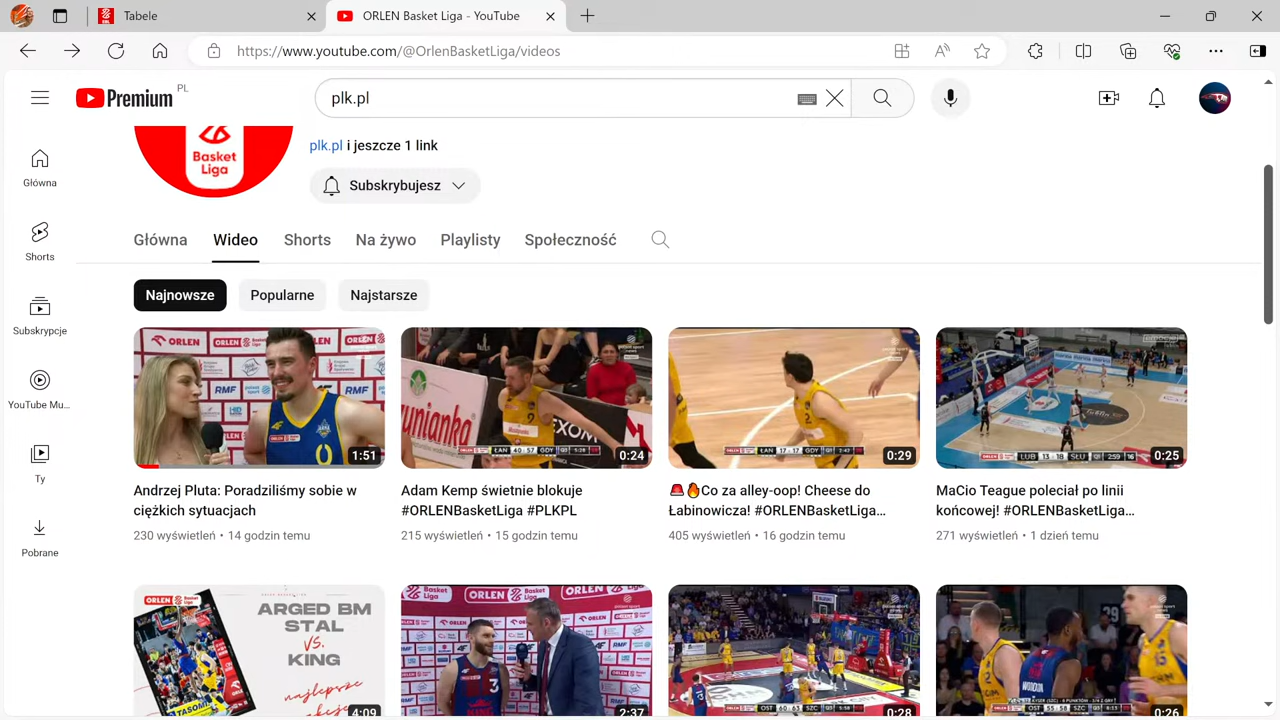 Tabele
ORLEN Basket Liga - YouTube
https://www.youtube.com/@OrlenBasketLiga/videos
Premium PL
plk.pl
Basket
Liga
plk.pl i jeszcze 1 link
Subskrybujesz
Główna
Shorts
Subskrypcje
YouTube Mu...
Ty
Pobrane
Główna Wideo Shorts Na żywo Playlisty Społeczność
Najnowsze Popularne Najstarsze
1:51
0:24
0:29
0:25
Andrzej Pluta: Poradziliśmy sobie w
ciężkich sytuacjach
230 wyświetleń • 14 godzin temu
Adam Kemp świetnie blokuje
#ORLENBasketLiga #PLKPL
215 wyświetleń • 15 godzin temu
🚨🔥Co za alley-oop! Cheese do
Łabinowicza! #ORLENBasketLiga...
405 wyświetleń • 16 godzin temu
MaCio Teague poleciał po linii
końcowej! #ORLENBasketLiga...
271 wyświetleń • 1 dzień temu
ORLEN Basket Liga
ARGED BM
STAL
VS.
KING
najlepsze
2:37
0:28
0:26